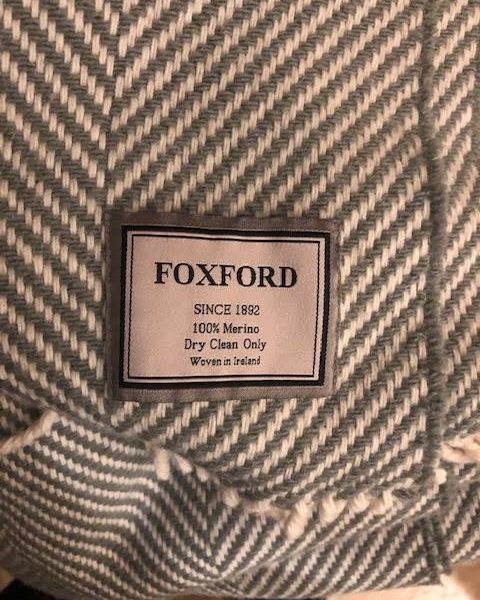 FOXFORD
SINCE 1892
100% Merino
Dry Clean Only
Woven in Ireland